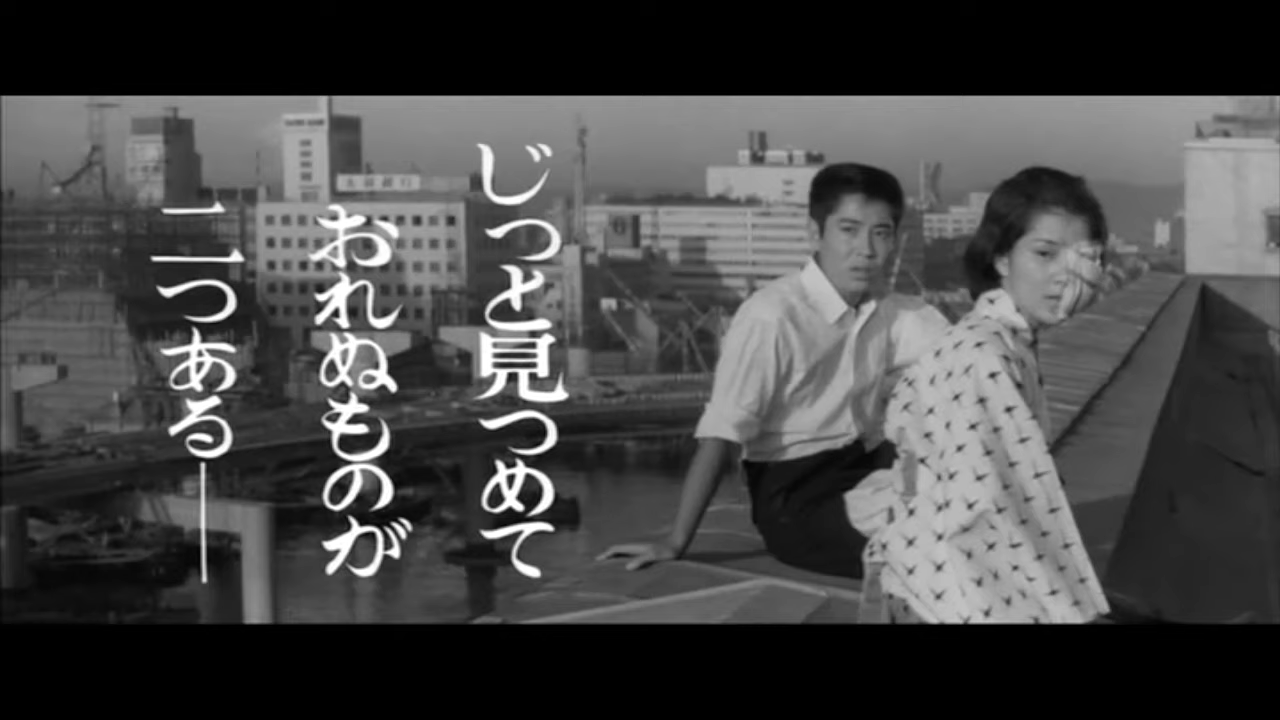 じっと見つめて
おれぬものが
二つある―